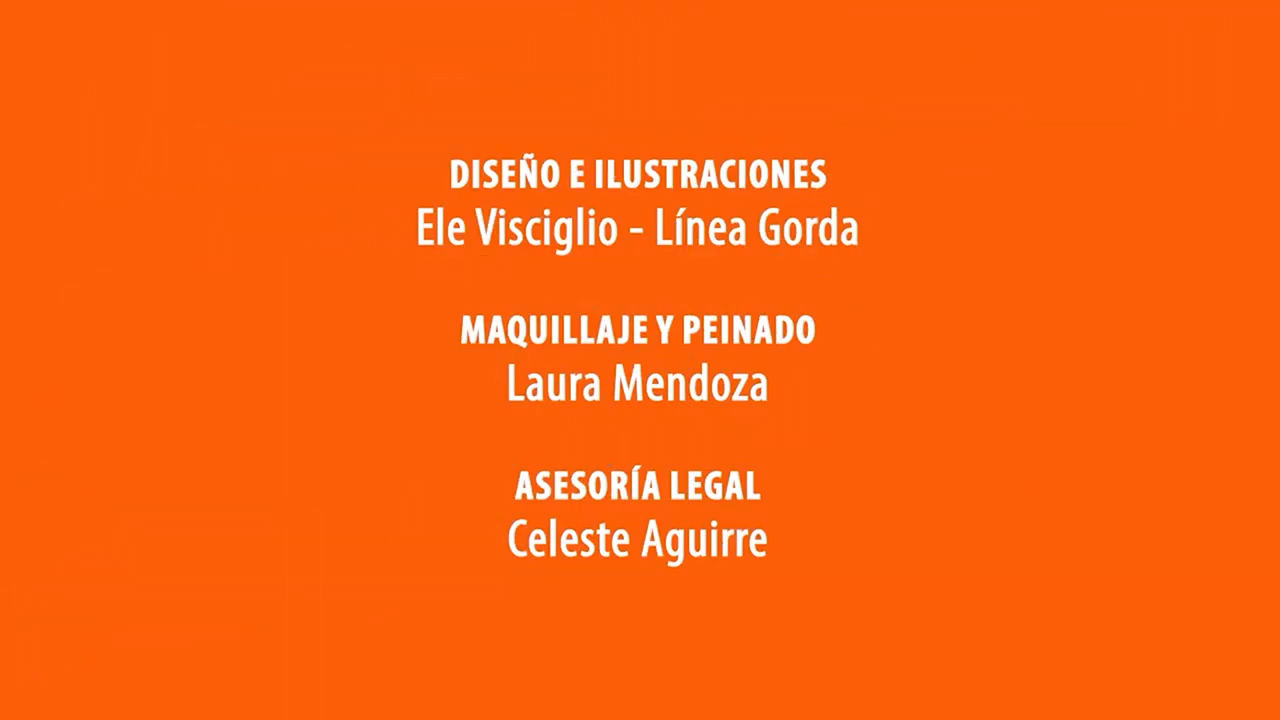 DISEÑO E ILUSTRACIONES
Ele Visciglio - Línea Gorda
MAQUILLAJE Y PEINADO
Laura Mendoza
ASESORÍA LEGAL
Celeste Aguirre